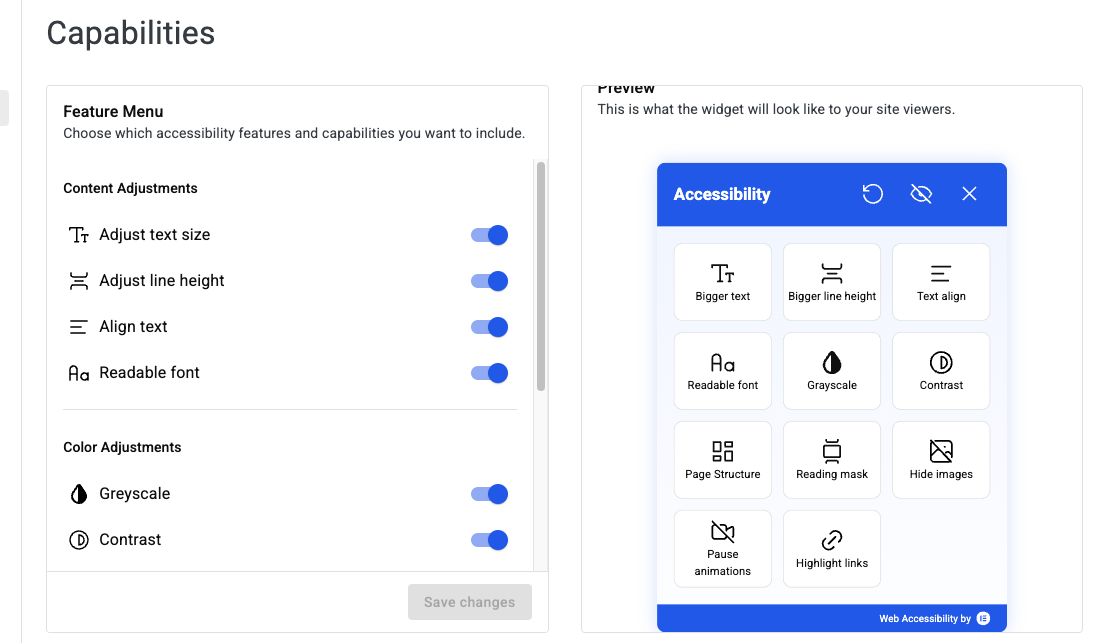 Capabilities
Feature Menu
Choose which accessibility features and capabilities you want to include.
Content Adjustments
Adjust text size
Adjust line height
Align text
Readable font
Color Adjustments
Greyscale
Contrast
Save changes
Preview
This is what the widget will look like to your site viewers.
Accessibility
Bigger text
Bigger line height
Text align
Readable font
Grayscale
Contrast
Page Structure
Reading mask
Hide images
Pause
animations
Highlight links
Web Accessibility by